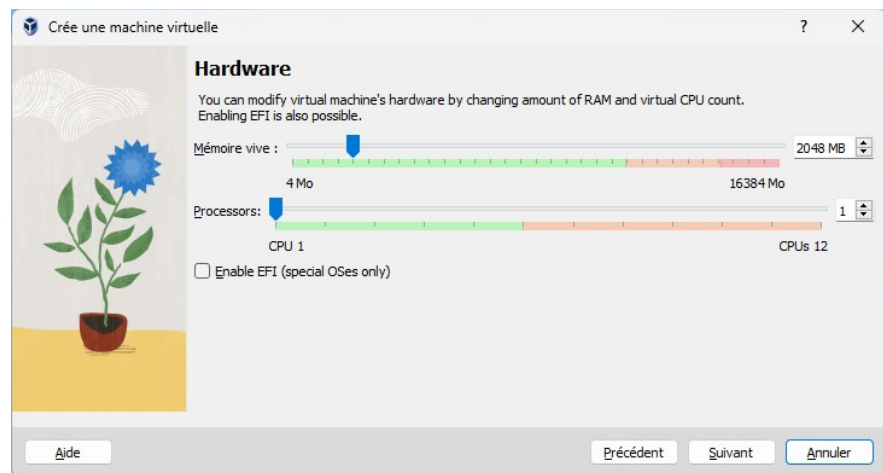 Crée une machine virtuelle
?
Hardware
You can modify virtual machine's hardware by changing amount of RAM and virtual CPU count.
Enabling EFI is also possible.
Mémoire vive : 2048 MB
4 Mo 16384 Mo
Processors: 1
CPU 1 CPUs 12
Enable EFI (special OSes only)
Aide Précédent Suivant Annuler